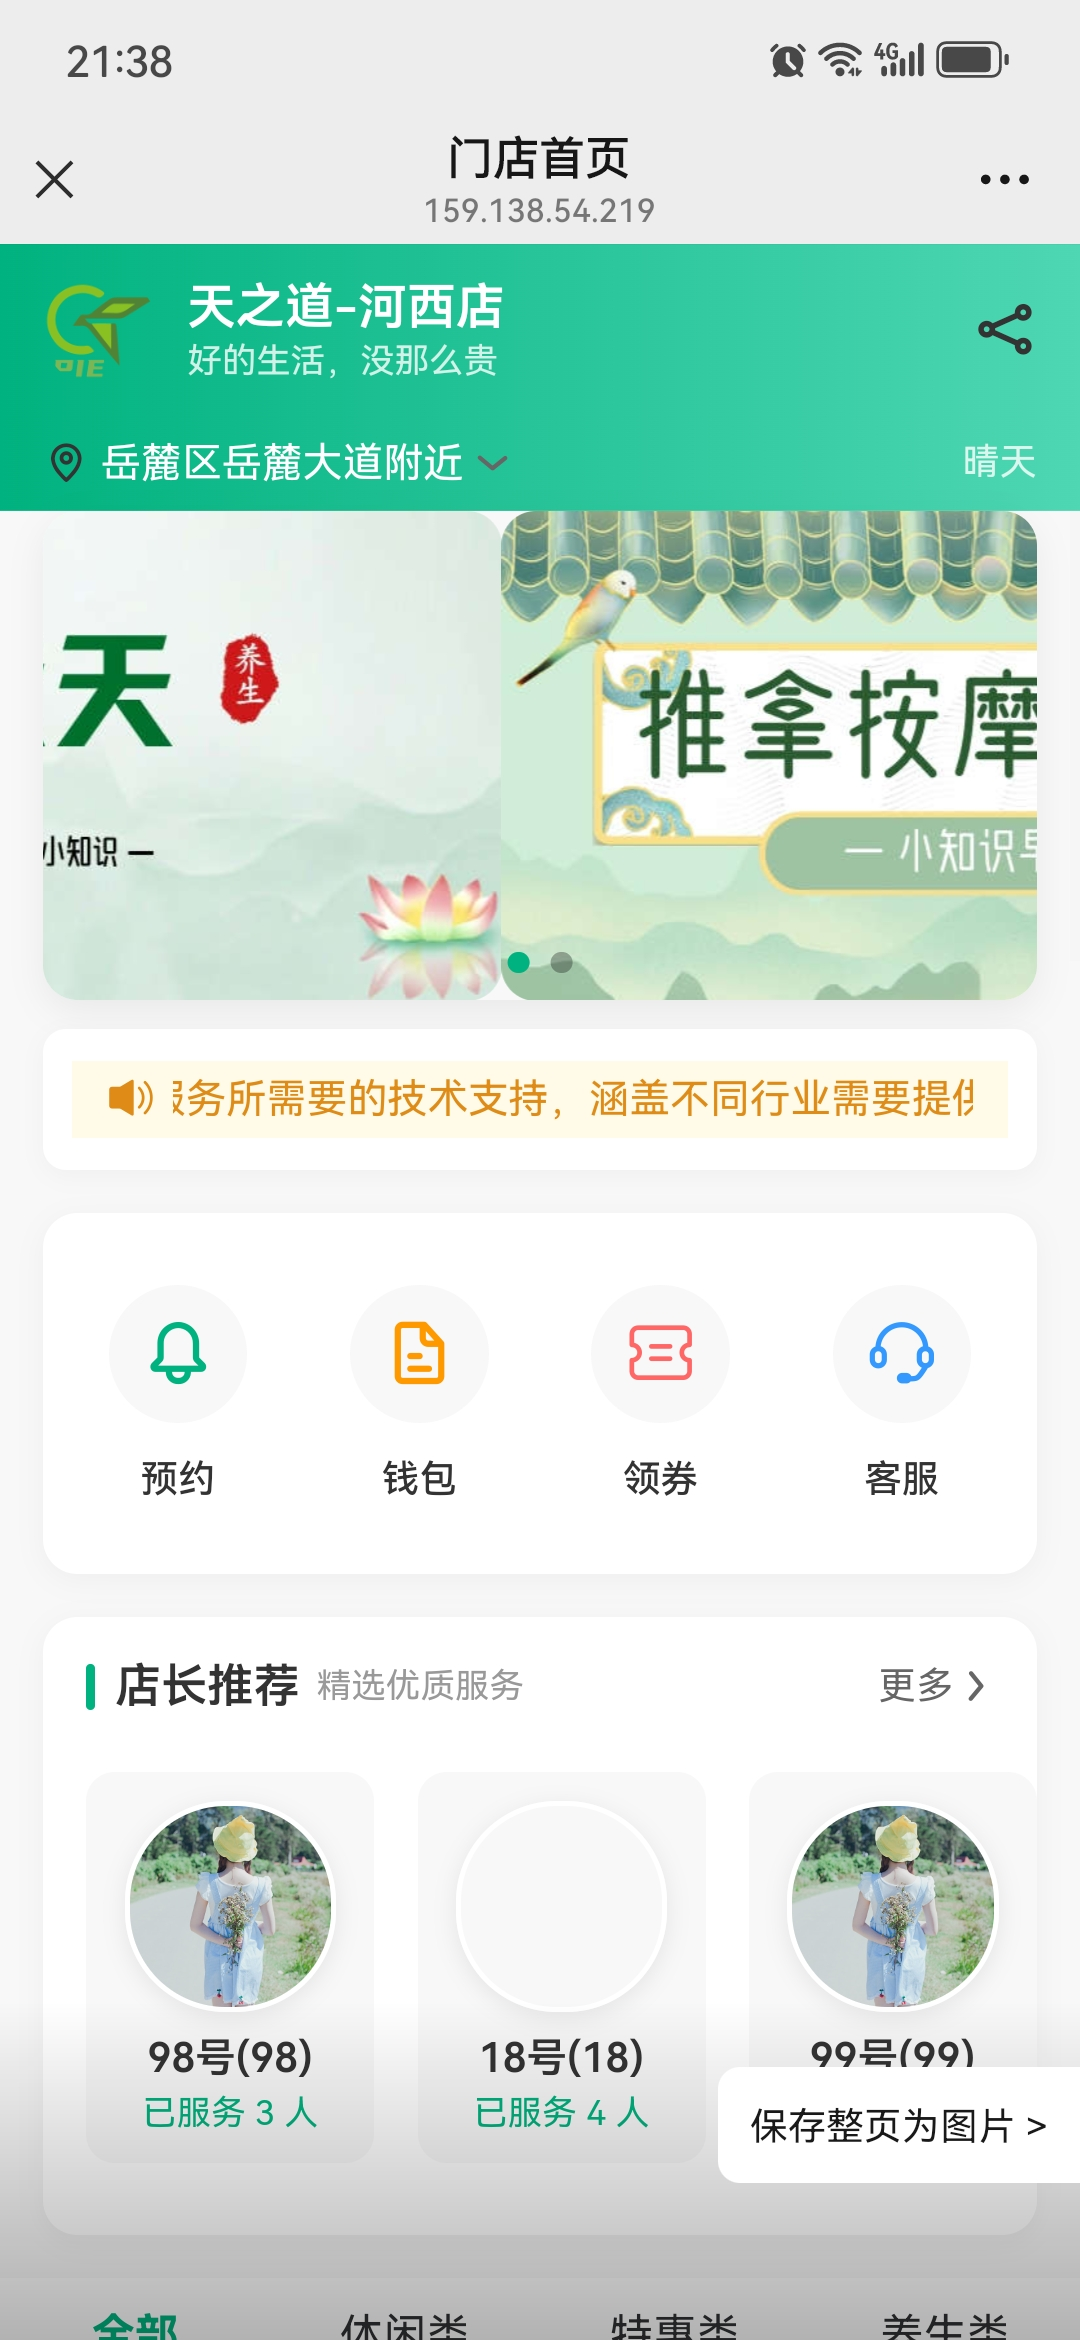 21:38
4G
门店首页
159.138.54.219
天之道-河西店
好的生活，没那么贵
岳麓区岳麓大道附近
晴天
天
养生
小知识 一
推拿按摩
一 小知识
务所需要的技术支持，涵盖不同行业需要提供
预约
钱包
领券
客服
店长推荐
精选优质服务
更多
98号(98)
已服务 3 人
18号(18)
已服务 4 人
99号(99)
保存整页为图片 >
全部
休闲类
特惠类
养生类